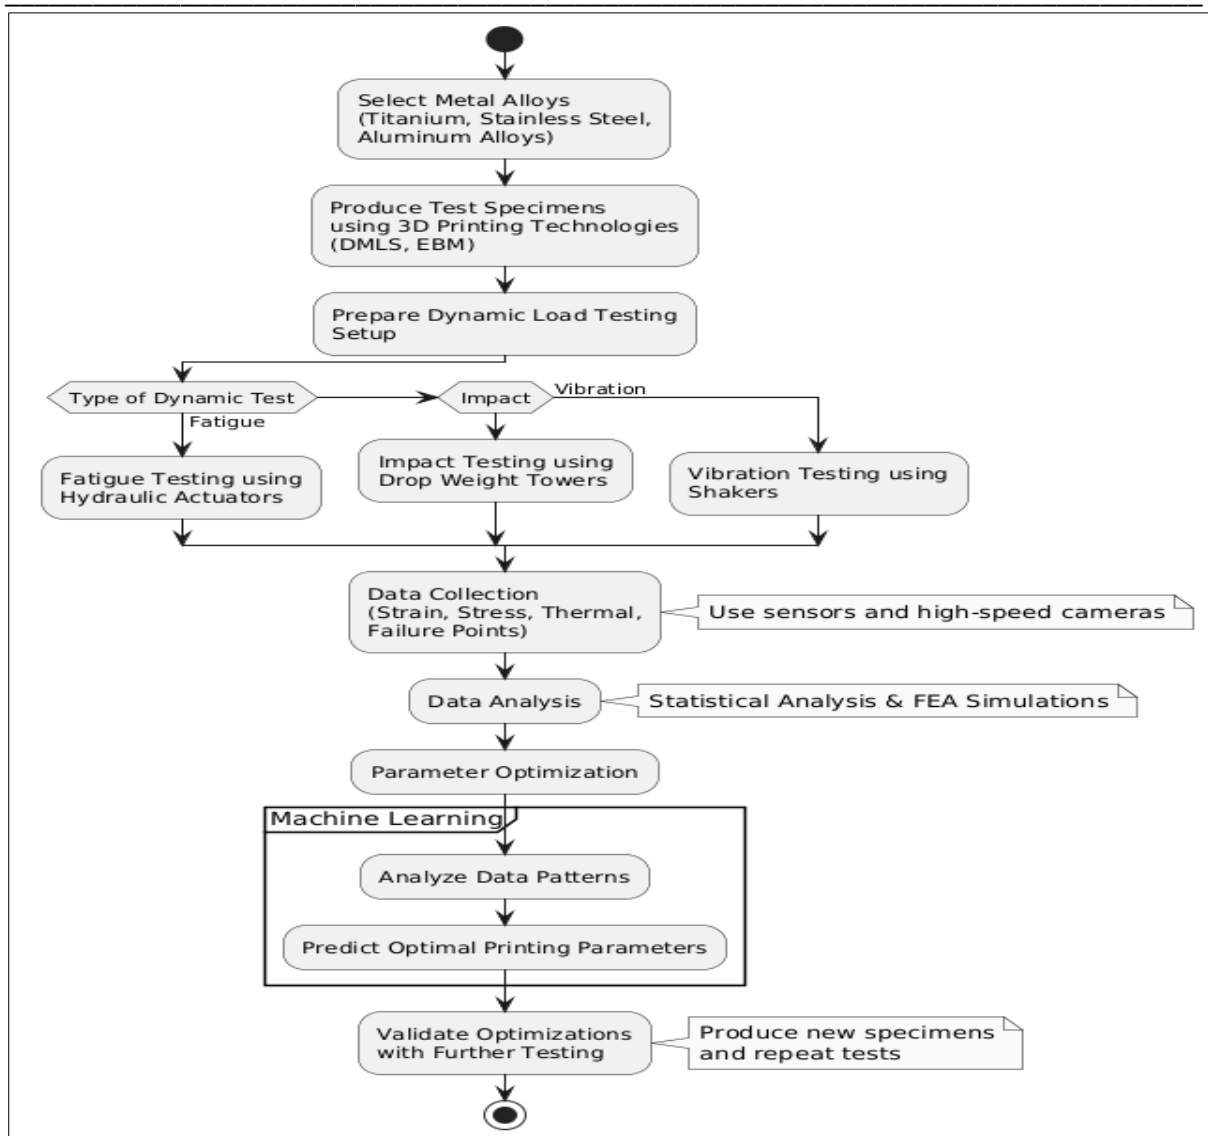 Select Metal Alloys
(Titanium, Stainless Steel,
Aluminum Alloys)
Produce Test Specimens
using 3D Printing Technologies
(DMLS, EBM)
Prepare Dynamic Load Testing
Setup
Type of Dynamic Test
Impact
Vibration
Fatigue
Fatigue Testing using
Hydraulic Actuators
Impact Testing using
Drop Weight Towers
Vibration Testing using
Shakers
Data Collection
(Strain, Stress, Thermal,
Failure Points)
Use sensors and high-speed cameras
Data Analysis
Statistical Analysis & FEA Simulations
Parameter Optimization
Machine Learning
Analyze Data Patterns
Predict Optimal Printing Parameters
Validate Optimizations
with Further Testing
Produce new specimens
and repeat tests